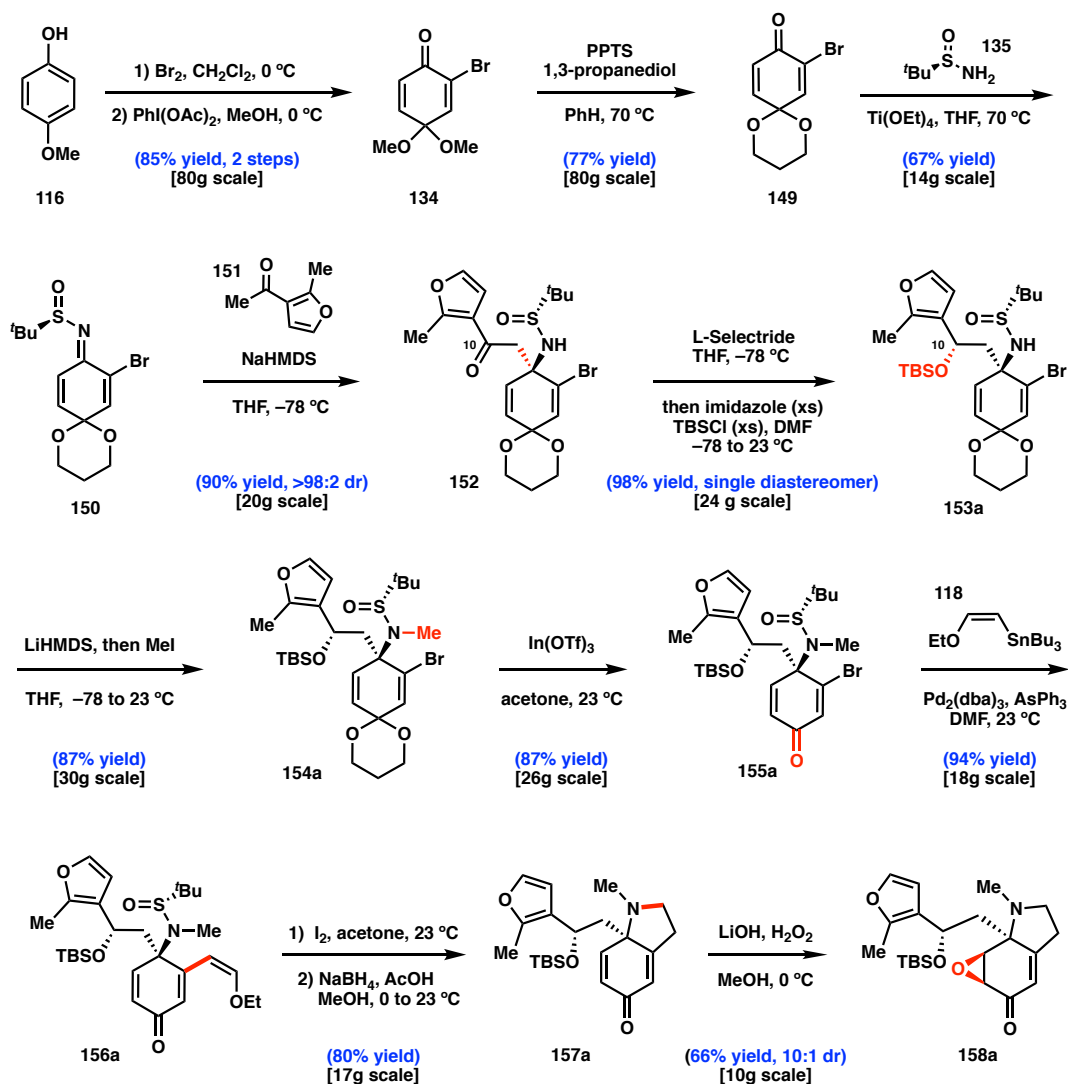 OH
OMe
116
1) Br2, CH2Cl2, 0 ºC
2) PhI(OAc)2, MeOH, 0 ºC
(85% yield, 2 steps)
[80g scale]
O
Br
MeO OMe
134
PPTS
1,3-propanediol
PhH, 70 ºC
(77% yield)
[80g scale]
O
Br
O O
149
O 135
tBu S NH2
Ti(OEt)4, THF, 70 ºC
(67% yield)
[14g scale]
O
tBu S N
Br
O O
150
151 O Me
Me O
NaHMDS
THF, –78 ºC
(90% yield, >98:2 dr)
[20g scale]
O
tBu
O S
Me 10 NH
O Br
O O
152
L-Selectride
THF, –78 ºC
then imidazole (xs)
TBSCl (xs), DMF
–78 to 23 ºC
(98% yield, single diastereomer)
[24 g scale]
O
tBu
O S
Me 10 NH
TBSO Br
O O
153a
LiHMDS, then MeI
THF, –78 to 23 ºC
(87% yield)
[30g scale]
O
tBu
O S
Me N Me
TBSO Br
O O
154a
In(OTf)3
acetone, 23 ºC
(87% yield)
[26g scale]
O
tBu
O S
Me N Me
TBSO Br
O
155a
118
EtO SnBu3
Pd2(dba)3, AsPh3
DMF, 23 ºC
(94% yield)
[18g scale]
O
tBu
O S
Me N Me
TBSO
OEt
O
156a
1) I2, acetone, 23 ºC
2) NaBH4, AcOH
MeOH, 0 to 23 ºC
(80% yield)
[17g scale]
O
Me N
Me
TBSO
O
157a
LiOH, H2O2
MeOH, 0 ºC
(66% yield, 10:1 dr)
[10g scale]
O
Me N
Me
TBSO O
O
158a